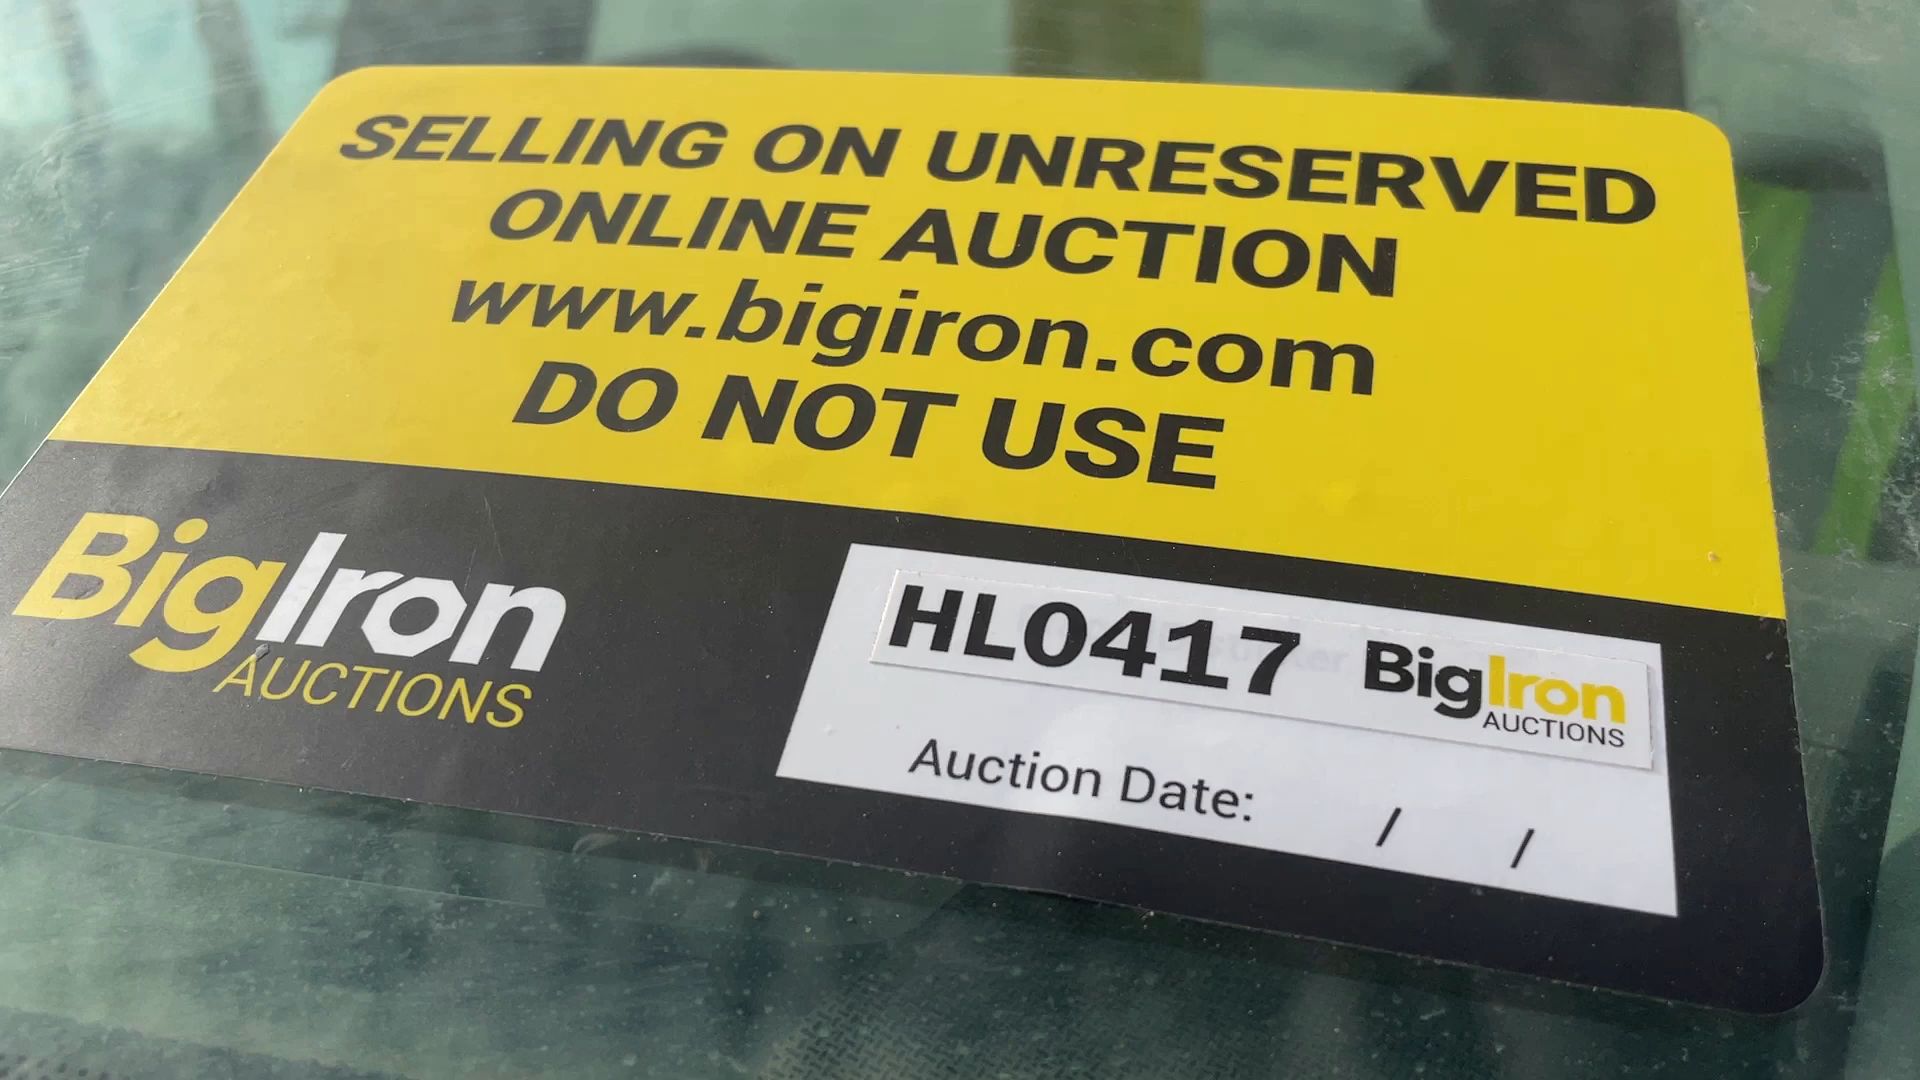 SELLING ON UNRESERVED
ONLINE AUCTION
www.bigiron.com
DO NOT USE
BigIron
AUCTIONS
HL0417 BigIron
AUCTIONS
Auction Date: / /